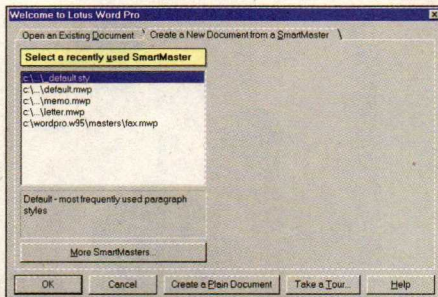 Welcome to Lotus Word Pro
Open an Existing Document \ Create a New Document from a SmartMaster \
Select a recently used SmartMaster
c:\...\_default.sty
c:\...\default.mwp
c:\...\memo.mwp
c:\...\letter.mwp
c:\wordpro.w95\masters\fax.mwp
Default - most frequently used paragraph
styles
More SmartMasters...
OK Cancel Create a Plain Document Take a Tour... Help